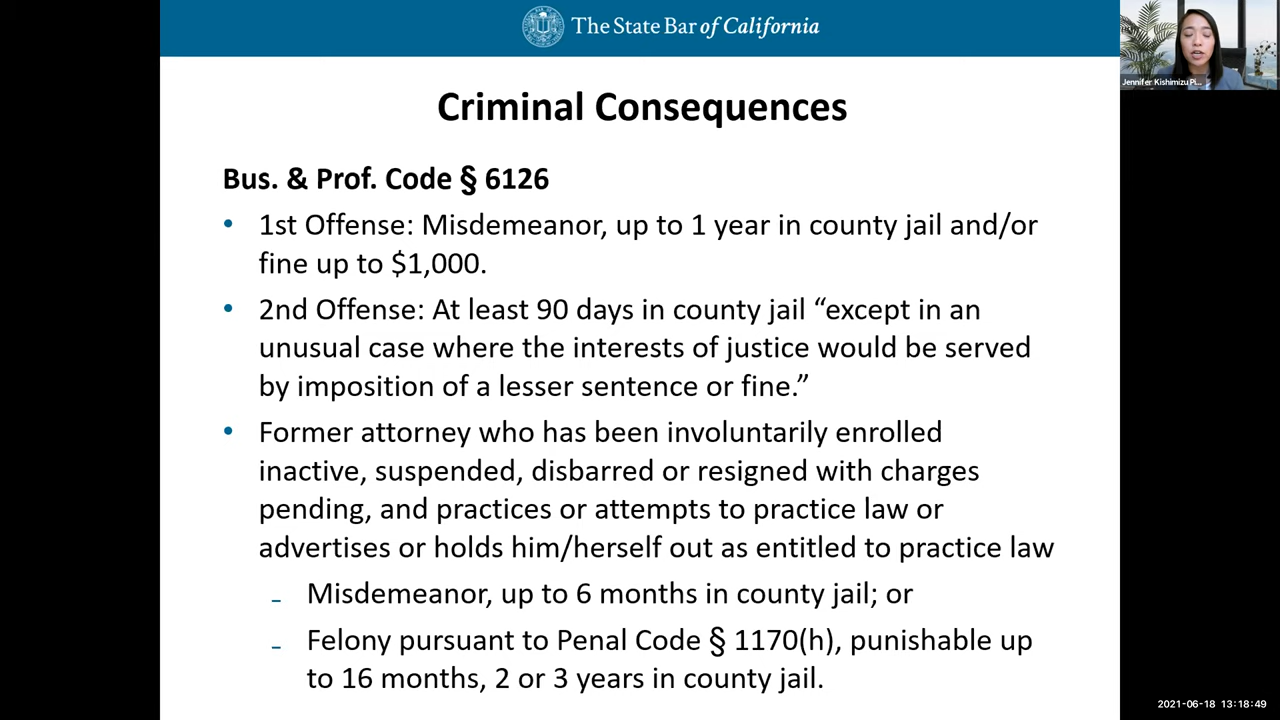 The State Bar of California
Jennifer Kishimizu Pi...
Criminal Consequences
Bus. & Prof. Code § 6126
• 1st Offense: Misdemeanor, up to 1 year in county jail and/or
fine up to $1,000.
• 2nd Offense: At least 90 days in county jail “except in an
unusual case where the interests of justice would be served
by imposition of a lesser sentence or fine.”
• Former attorney who has been involuntarily enrolled
inactive, suspended, disbarred or resigned with charges
pending, and practices or attempts to practice law or
advertises or holds him/herself out as entitled to practice law
– Misdemeanor, up to 6 months in county jail; or
– Felony pursuant to Penal Code § 1170(h), punishable up
to 16 months, 2 or 3 years in county jail.
2021-06-18 13:18:49